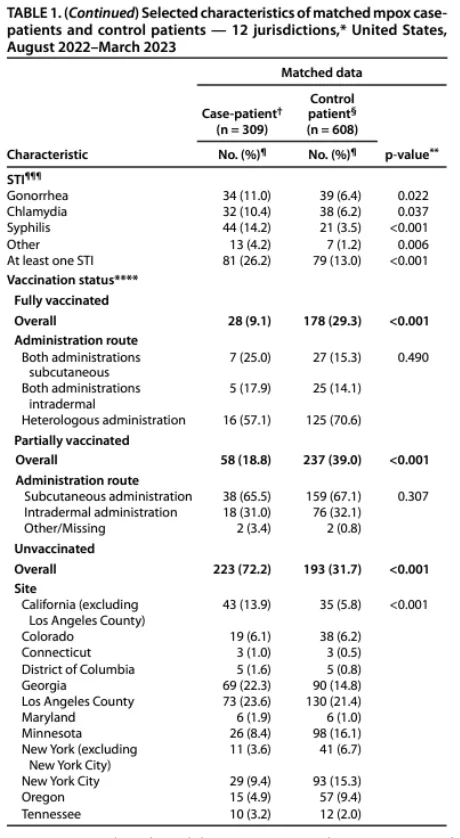 TABLE 1. (Continued) Selected characteristics of matched mpox case-
patients and control patients — 12 jurisdictions,* United States,
August 2022–March 2023
Matched data
Case-patient† (n = 309) Control patient§ (n = 608)
Characteristic No. (%)¶ No. (%)¶ p-value**
STI¶¶¶
Gonorrhea 34 (11.0) 39 (6.4) 0.022
Chlamydia 32 (10.4) 38 (6.2) 0.037
Syphilis 44 (14.2) 21 (3.5) <0.001
Other 13 (4.2) 7 (1.2) 0.006
At least one STI 81 (26.2) 79 (13.0) <0.001
Vaccination status****
Fully vaccinated
Overall 28 (9.1) 178 (29.3) <0.001
Administration route
Both administrations 7 (25.0) 27 (15.3) 0.490
subcutaneous
Both administrations 5 (17.9) 25 (14.1)
intradermal
Heterologous administration 16 (57.1) 125 (70.6)
Partially vaccinated
Overall 58 (18.8) 237 (39.0) <0.001
Administration route
Subcutaneous administration 38 (65.5) 159 (67.1) 0.307
Intradermal administration 18 (31.0) 76 (32.1)
Other/Missing 2 (3.4) 2 (0.8)
Unvaccinated
Overall 223 (72.2) 193 (31.7) <0.001
Site
California (excluding 43 (13.9) 35 (5.8) <0.001
Los Angeles County)
Colorado 19 (6.1) 38 (6.2)
Connecticut 3 (1.0) 3 (0.5)
District of Columbia 5 (1.6) 5 (0.8)
Georgia 69 (22.3) 90 (14.8)
Los Angeles County 73 (23.6) 130 (21.4)
Maryland 6 (1.9) 6 (1.0)
Minnesota 26 (8.4) 98 (16.1)
New York (excluding 11 (3.6) 41 (6.7)
New York City)
New York City 29 (9.4) 93 (15.3)
Oregon 15 (4.9) 57 (9.4)
Tennessee 10 (3.2) 12 (2.0)